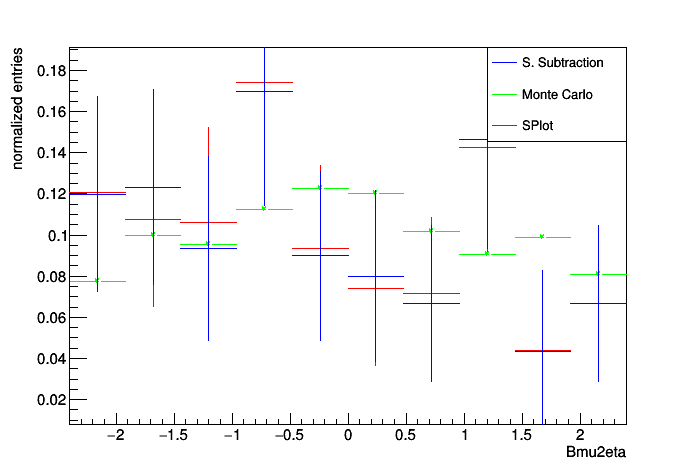 normalized entries
0.18
0.16
0.14
0.12
0.1
0.08
0.06
0.04
0.02
S. Subtraction
Monte Carlo
SPlot
−2 −1.5 −1 −0.5 0 0.5 1 1.5 2
Bmu2eta